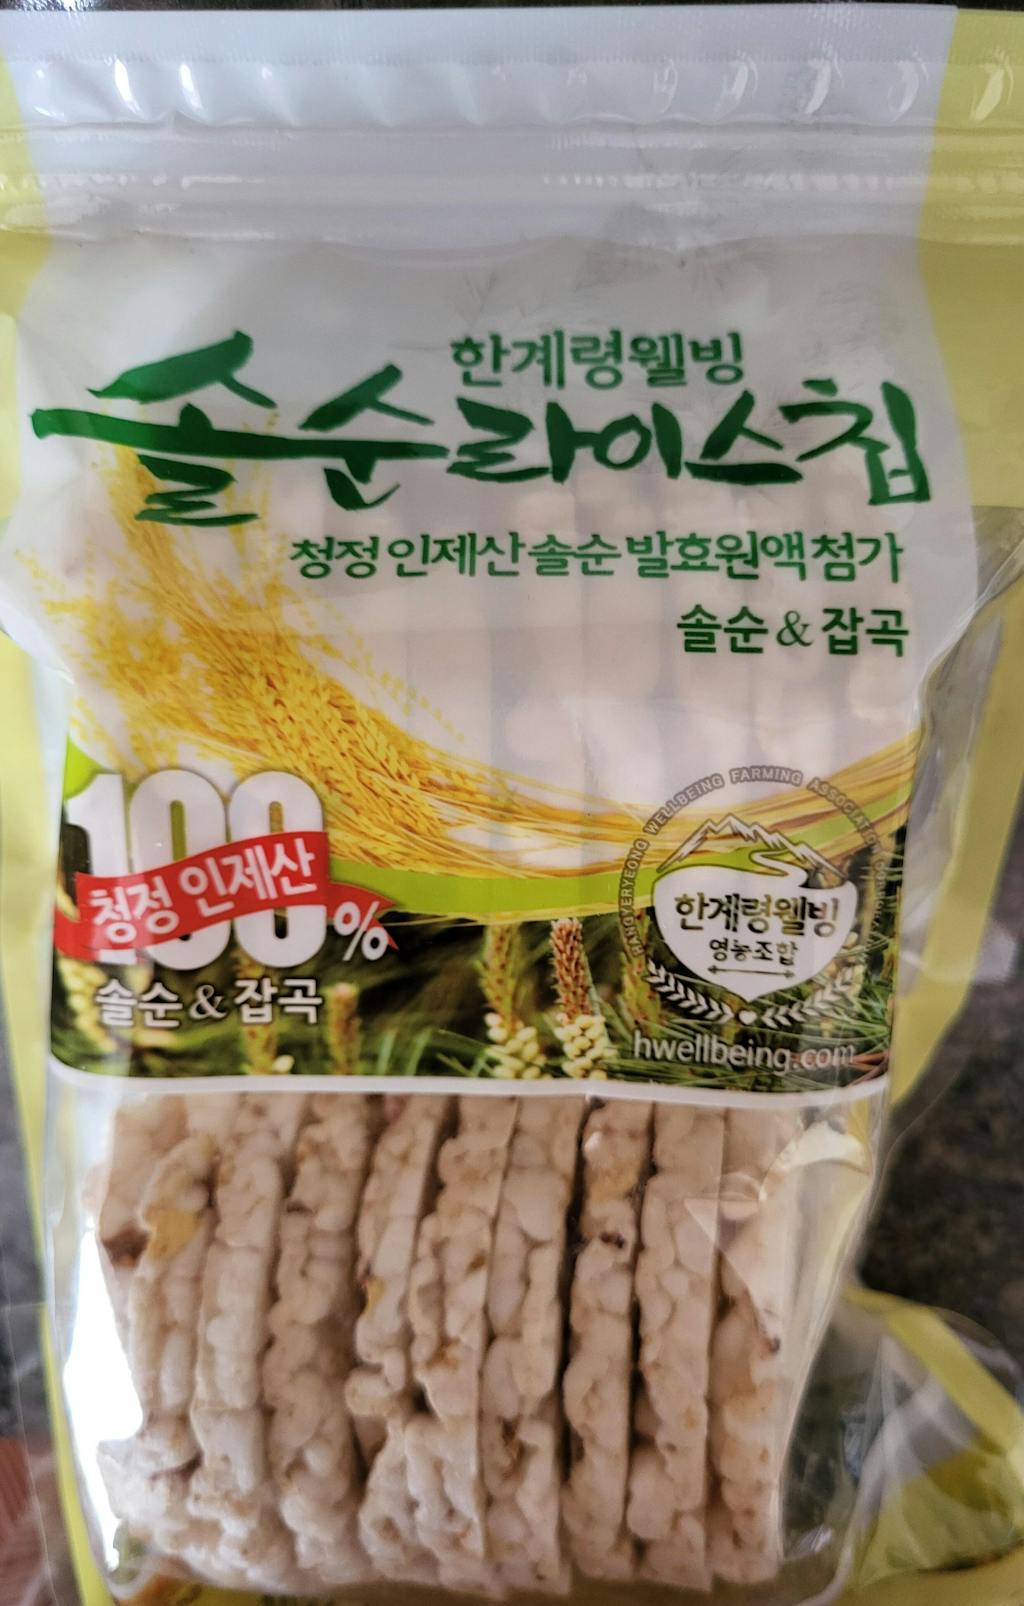 한계령웰빙
솔순라이스칩
청정 인제산 솔순 발효원액 첨가
솔순 & 잡곡
100%
청정 인제산
솔순 & 잡곡
HANGYERYEONG WELLBEING FARMING ASSOCIATION
한계령웰빙
영농조합
hwellbeing.com